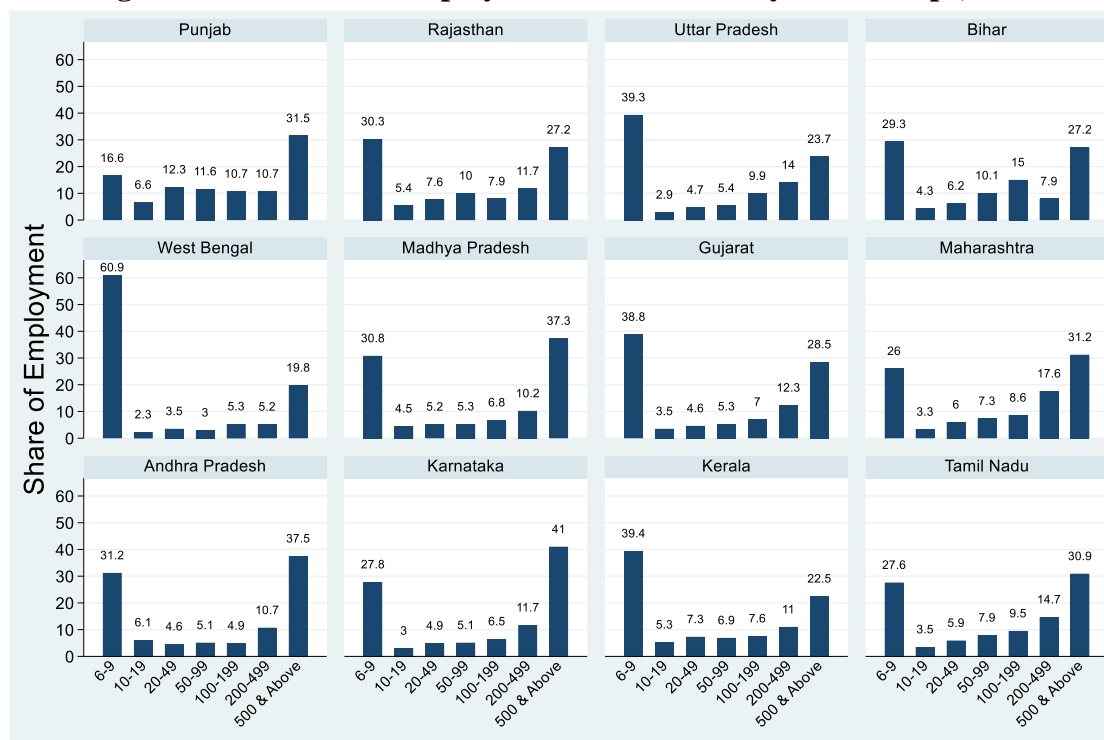 Punjab Rajasthan Uttar Pradesh Bihar
Share of Employment
60
50
40
30
20
10
0
16.6 6.6 12.3 11.6 10.7 10.7 31.5
30.3 5.4 7.6 10 7.9 11.7 27.2
39.3 2.9 4.7 5.4 9.9 14 23.7
29.3 4.3 6.2 10.1 15 7.9 27.2
West Bengal Madhya Pradesh Gujarat Maharashtra
60
50
40
30
20
10
0
60.9 2.3 3.5 3 5.3 5.2 19.8
30.8 4.5 5.2 5.3 6.8 10.2 37.3
38.8 3.5 4.6 5.3 7 12.3 28.5
26 3.3 6 7.3 8.6 17.6 31.2
Andhra Pradesh Karnataka Kerala Tamil Nadu
60
50
40
30
20
10
0
31.2 6.1 4.6 5.1 4.9 10.7 37.5
27.8 3 4.9 5.1 6.5 11.7 41
39.4 5.3 7.3 6.9 7.6 11 22.5
27.6 3.5 5.9 7.9 9.5 14.7 30.9
6-9 10-19 20-49 50-99 100-199 200-499 500 & Above
6-9 10-19 20-49 50-99 100-199 200-499 500 & Above
6-9 10-19 20-49 50-99 100-199 200-499 500 & Above
6-9 10-19 20-49 50-99 100-199 200-499 500 & Above